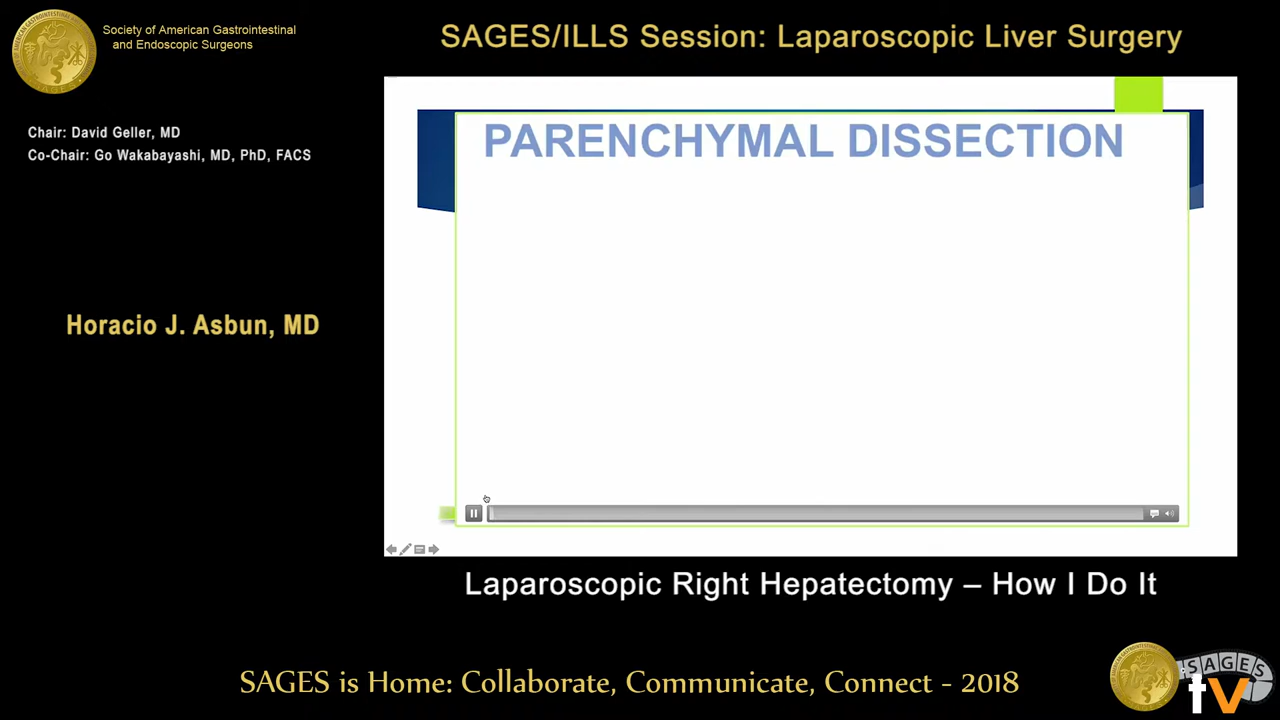 Society of American Gastrointestinal
and Endoscopic Surgeons
SAGES/ILLS Session: Laparoscopic Liver Surgery
Chair: David Geller, MD
Co-Chair: Go Wakabayashi, MD, PhD, FACS
PARENCHYMAL DISSECTION
Horacio J. Asbun, MD
Laparoscopic Right Hepatectomy – How I Do It
SAGES is Home: Collaborate, Communicate, Connect - 2018
SAGES
tv